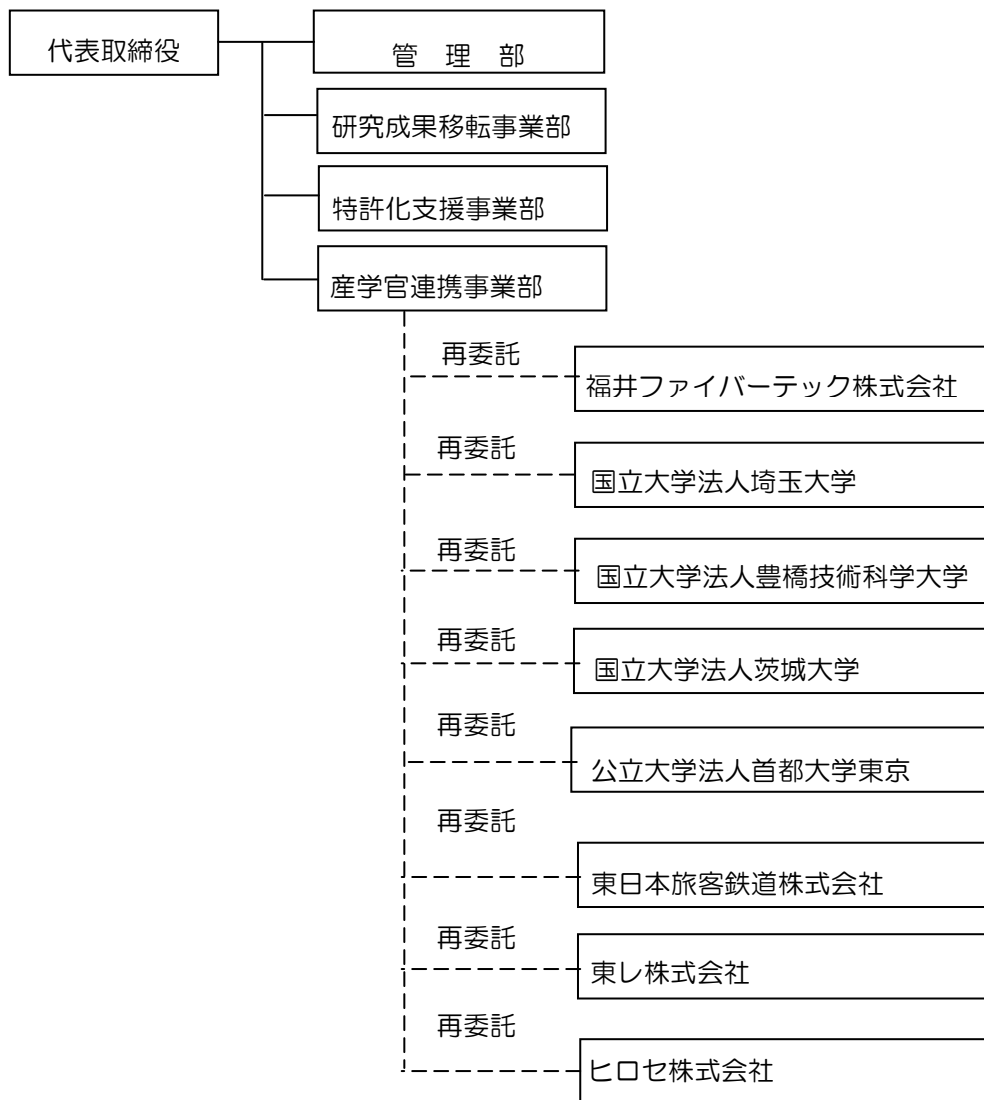 代表取締役
管 理 部
研究成果移転事業部
特許化支援事業部
産学官連携事業部
再委託
福井ファイバーテック株式会社
再委託
国立大学法人埼玉大学
再委託
国立大学法人豊橋技術科学大学
再委託
国立大学法人茨城大学
再委託
公立大学法人首都大学東京
再委託
東日本旅客鉄道株式会社
再委託
東レ株式会社
再委託
ヒロセ株式会社